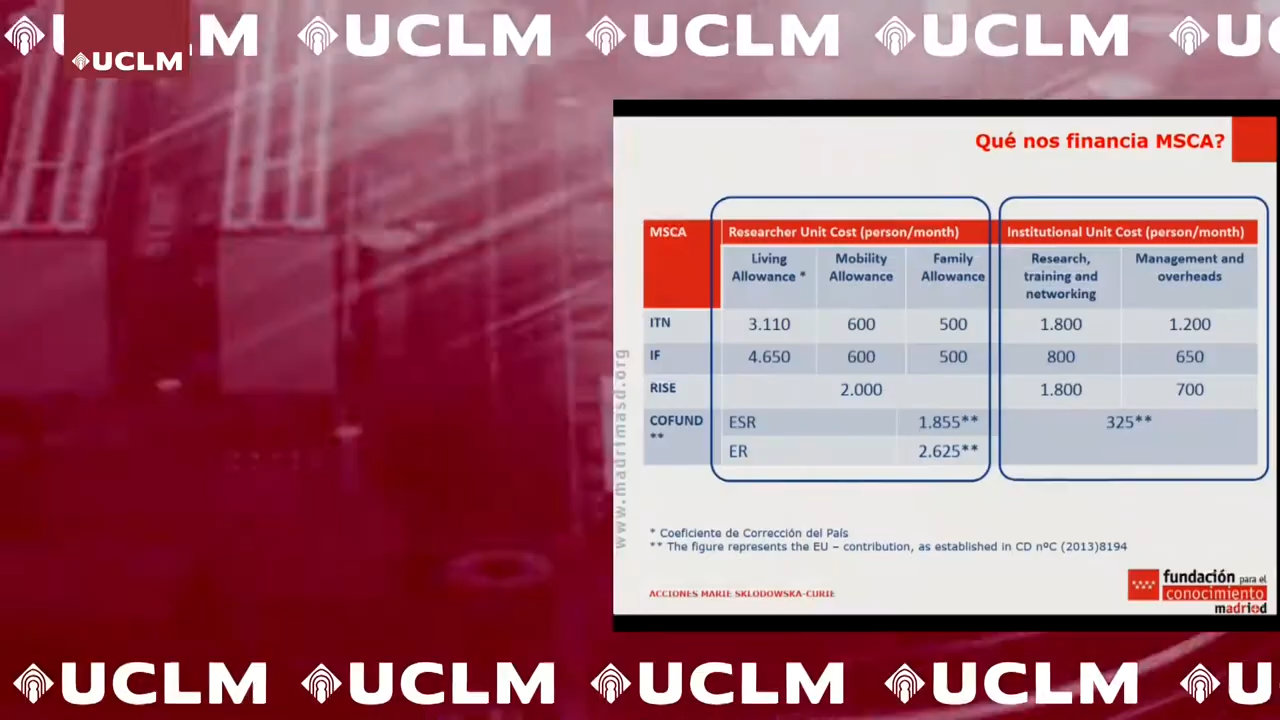 UCLM UCLM UCLM UCLM
UCLM
Qué nos financia MSCA?
MSCA Researcher Unit Cost (person/month) Institutional Unit Cost (person/month)
Living Allowance * Mobility Allowance Family Allowance Research, training and networking Management and overheads
ITN 3.110 600 500 1.800 1.200
IF 4.650 600 500 800 650
RISE 2.000 1.800 700
COFUND ** ESR 1.855** 325**
ER 2.625**
www.madrimasd.org
* Coeficiente de Corrección del País
** The figure represents the EU – contribution, as established in CD nºC (2013)8194
ACCIONES MARIE SKLODOWSKA-CURIE
fundación para el
conocimiento
madri+d
UCLM UCLM UCLM UCLM